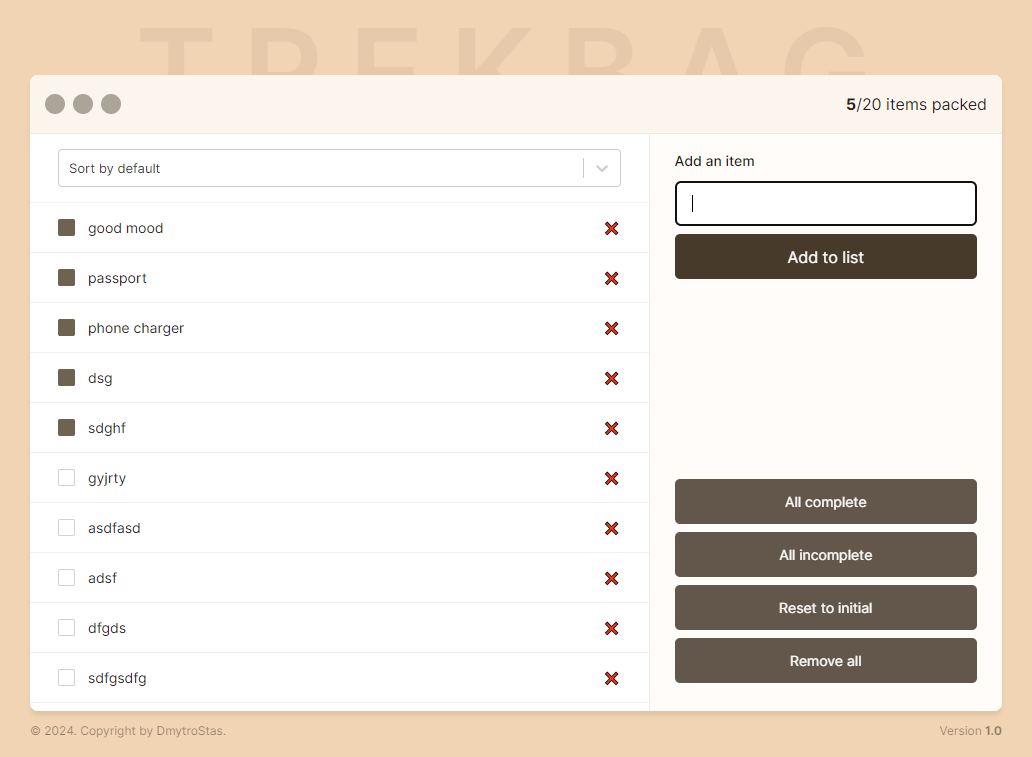 TREKBAG
5/20 items packed
Sort by default
good mood
passport
phone charger
dsg
sdghf
gyjrty
asdfasd
adsf
dfgds
sdfgsdfg
Add an item
Add to list
All complete
All incomplete
Reset to initial
Remove all
© 2024. Copyright by DmytroStas.
Version 1.0